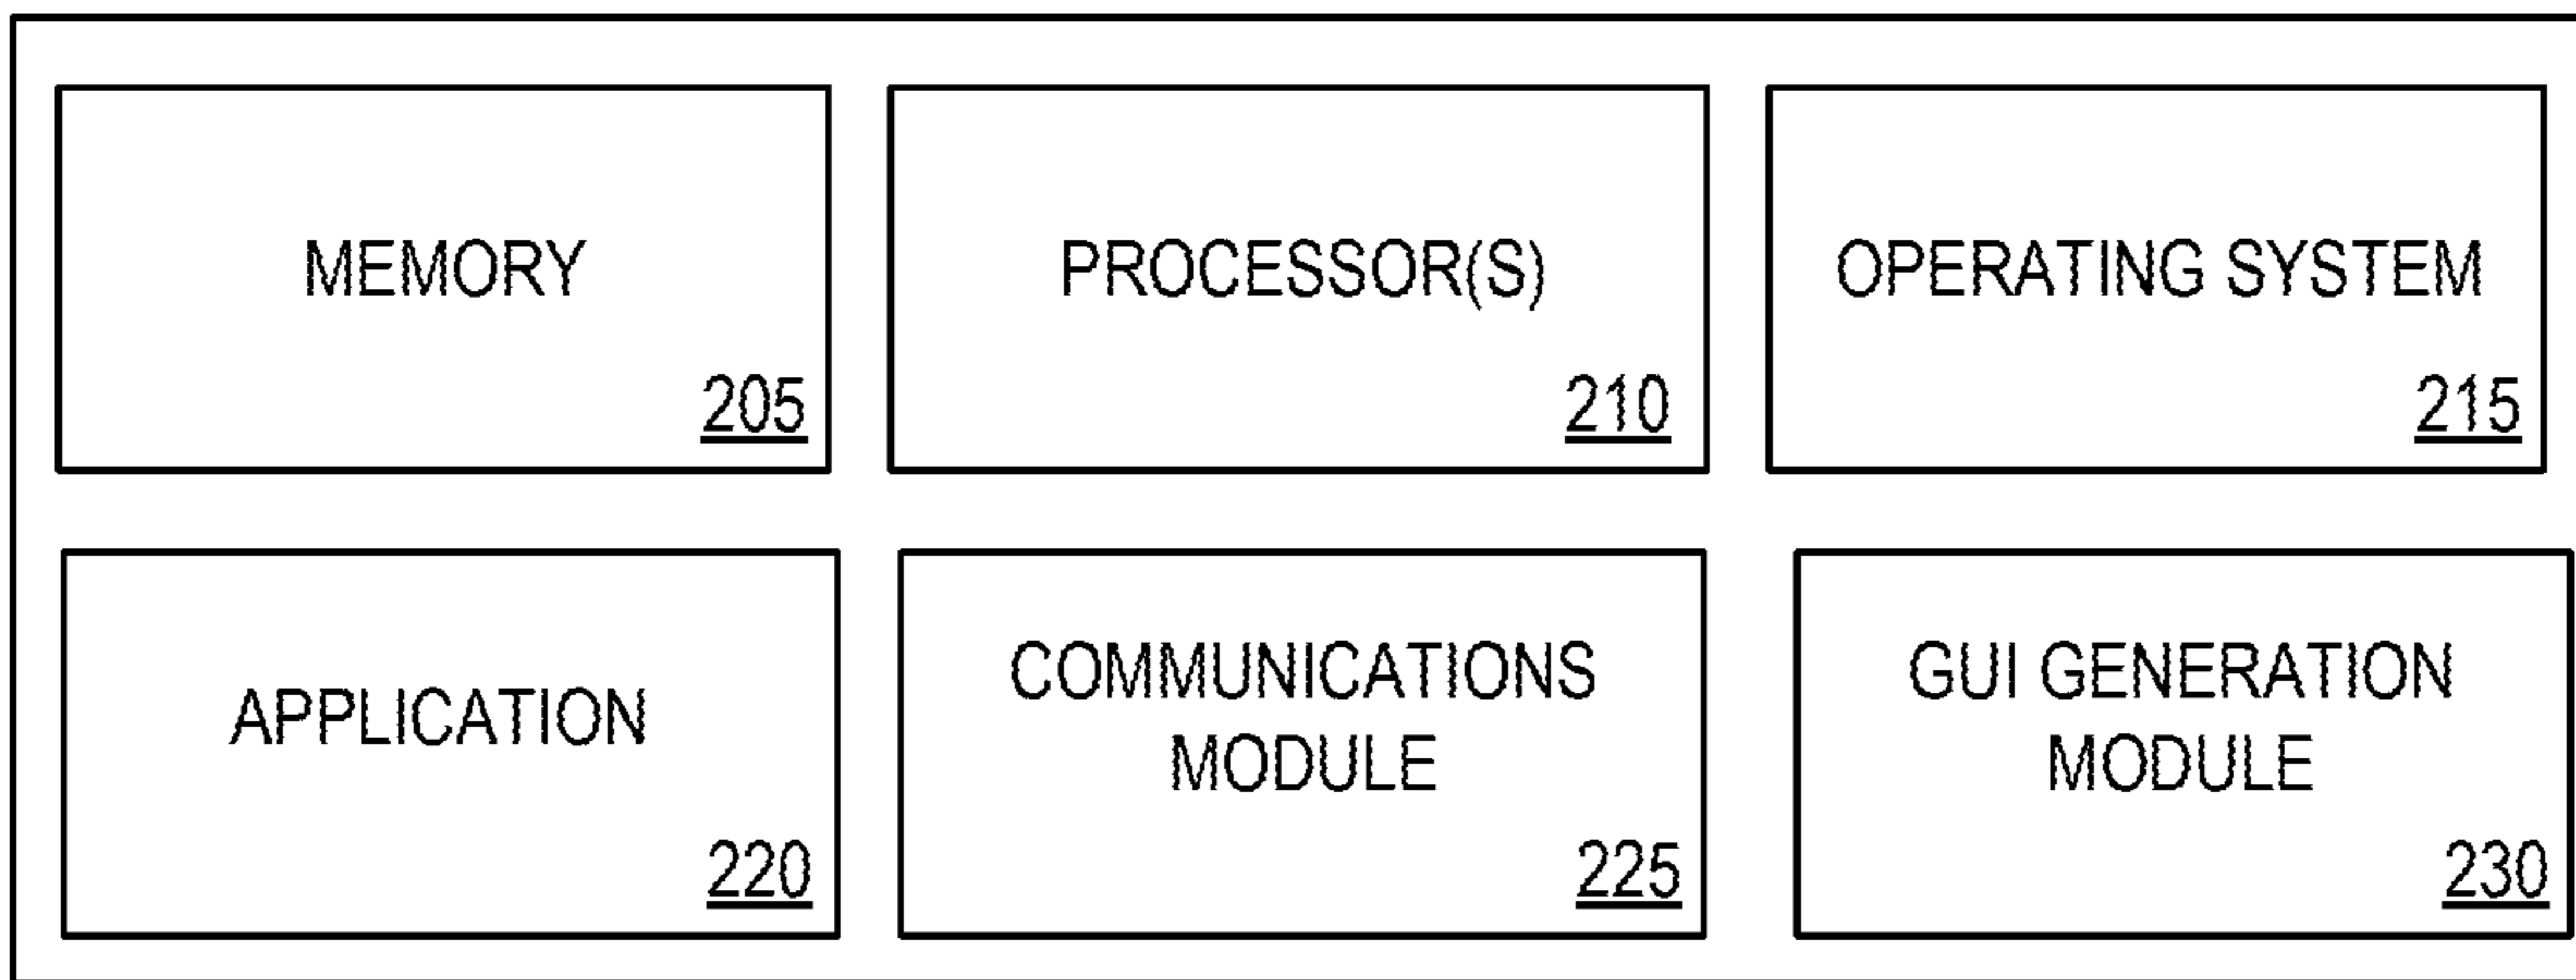 MEMORY
205
PROCESSOR(S)
210
OPERATING SYSTEM
215
APPLICATION
220
COMMUNICATIONS
MODULE
225
GUI GENERATION
MODULE
230